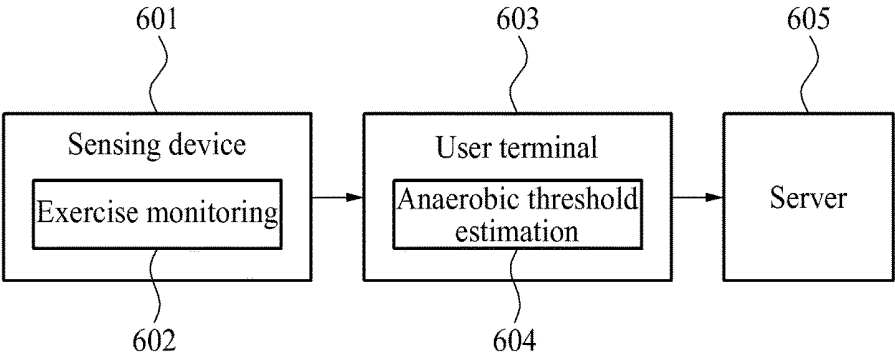 601
603
605
Sensing device
User terminal
Exercise monitoring
Anaerobic threshold
estimation
Server
602
604